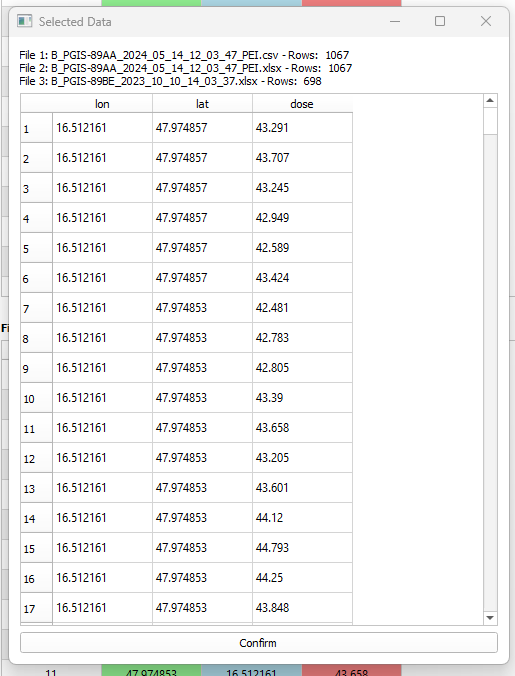 Selected Data
File 1: B_PGIS-89AA_2024_05_14_12_03_47_PEI.csv - Rows: 1067
File 2: B_PGIS-89AA_2024_05_14_12_03_47_PEI.xlsx - Rows: 1067
File 3: B_PGIS-89BE_2023_10_10_14_03_37.xlsx - Rows: 698
lon lat dose
1 16.512161 47.974857 43.291
2 16.512161 47.974857 43.707
3 16.512161 47.974857 43.245
4 16.512161 47.974857 42.949
5 16.512161 47.974857 42.589
6 16.512161 47.974857 43.424
7 16.512161 47.974853 42.481
8 16.512161 47.974853 42.783
9 16.512161 47.974853 42.805
10 16.512161 47.974853 43.39
11 16.512161 47.974853 43.658
12 16.512161 47.974853 43.205
13 16.512161 47.974853 43.601
14 16.512161 47.974853 44.12
15 16.512161 47.974853 44.793
16 16.512161 47.974853 44.25
17 16.512161 47.974853 43.848
Fi
Confirm
11 47.974853 16.512161 43.658